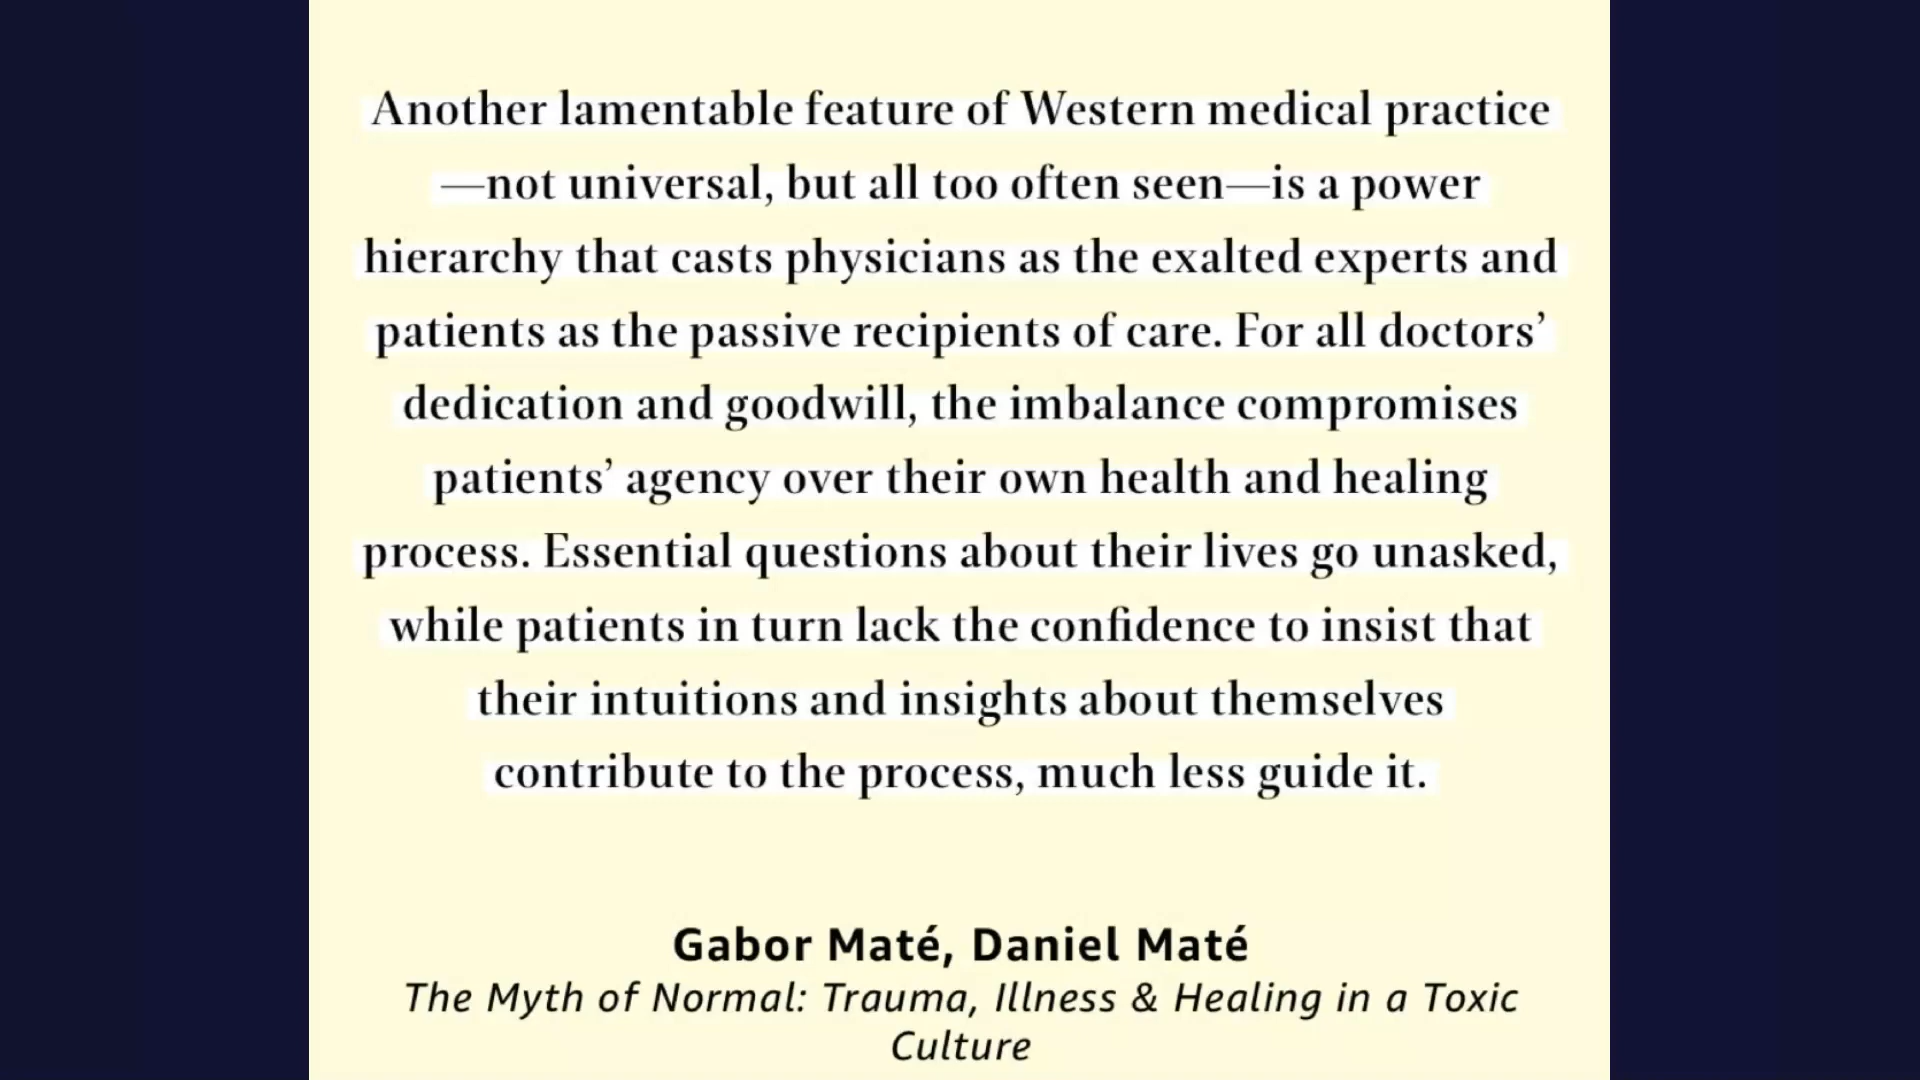 Another lamentable feature of Western medical practice
—not universal, but all too often seen—is a power
hierarchy that casts physicians as the exalted experts and
patients as the passive recipients of care. For all doctors’
dedication and goodwill, the imbalance compromises
patients’ agency over their own health and healing
process. Essential questions about their lives go unasked,
while patients in turn lack the confidence to insist that
their intuitions and insights about themselves
contribute to the process, much less guide it.
Gabor Maté, Daniel Maté
The Myth of Normal: Trauma, Illness & Healing in a Toxic
Culture